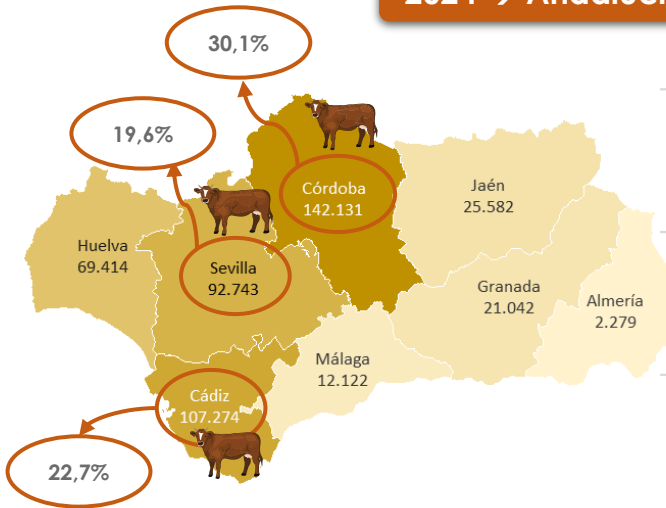 30,1%
19,6%
Córdoba
142.131
Jaén
25.582
Huelva
69.414
Sevilla
92.743
Granada
21.042
Almería
2.279
Málaga
12.122
Cádiz
107.274
22,7%